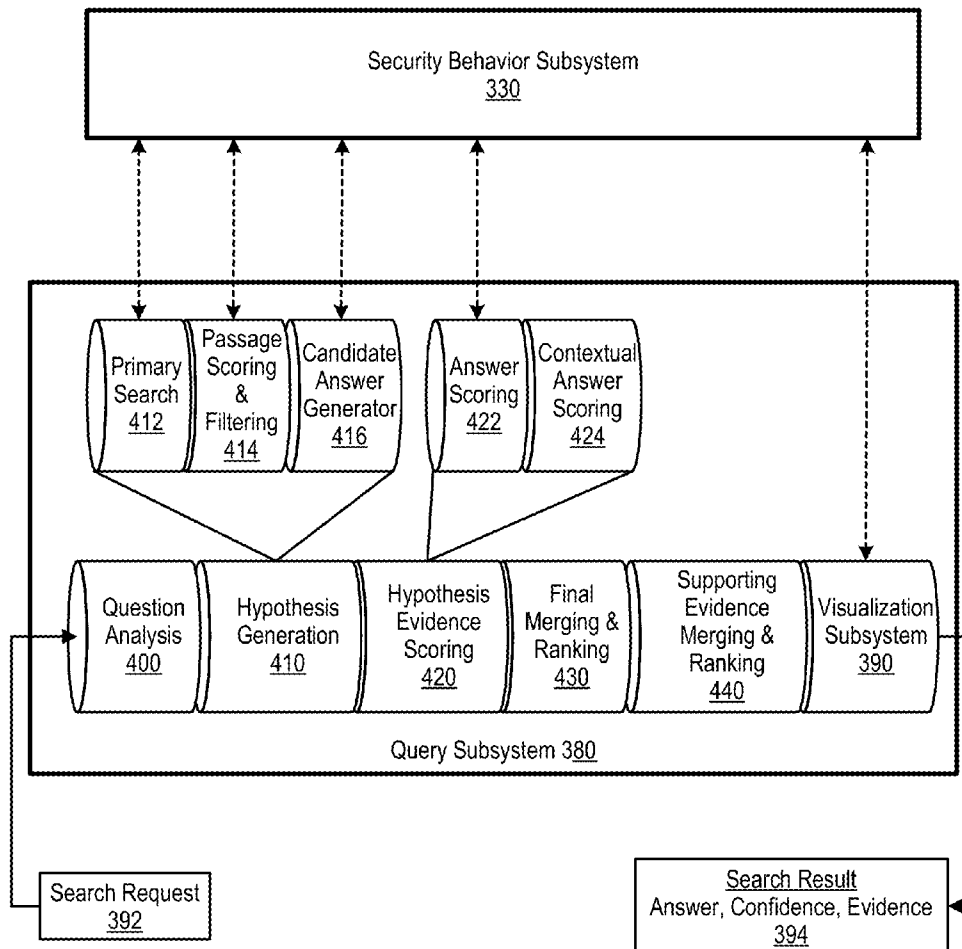 Security Behavior Subsystem
330
Primary
Search
412
Passage
Scoring
&
Filtering
414
Candidate
Answer
Generator
416
Answer
Scoring
422
Contextual
Answer
Scoring
424
Question
Analysis
400
Hypothesis
Generation
410
Hypothesis
Evidence
Scoring
420
Final
Merging &
Ranking
430
Supporting
Evidence
Merging &
Ranking
440
Visualization
Subsystem
390
Query Subsystem 380
Search Request
392
Search Result
Answer, Confidence, Evidence
394